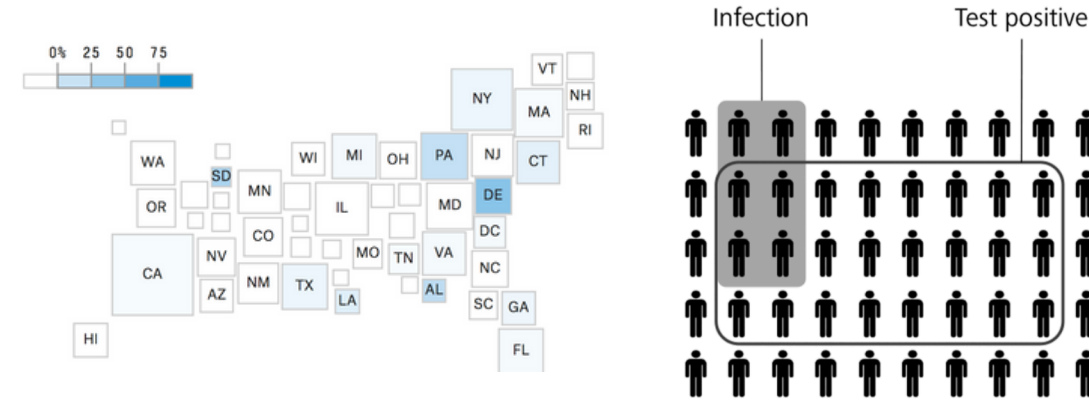 Infection Test positive
0% 25 50 75
VT
NY
NH
MA
RI
WA
SD
WI
MI
OH
PA
NJ
CT
MN
OR
IL
MD
DE
CO
DC
NV
MO
TN
VA
CA
NC
NM
TX
AZ
LA
AL
SC
GA
HI
FL